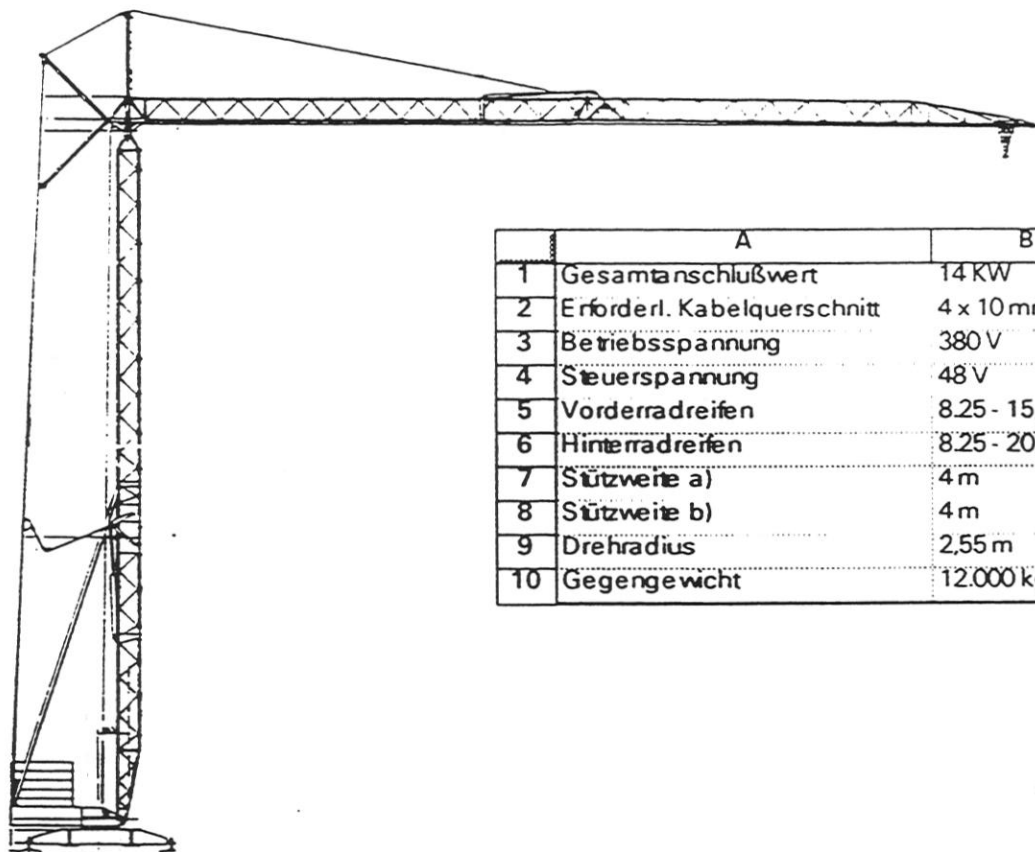 A B
1 Gesamtanschlußwert 14 KW
2 Erforderl. Kabelquerschnitt 4 x 10 mm
3 Betriebsspannung 380 V
4 Steuerspannung 48 V
5 Vorderradreifen 8.25 - 15
6 Hinterradreifen 8.25 - 20
7 Stützweite a) 4 m
8 Stützweite b) 4 m
9 Drehradius 2,55 m
10 Gegengewicht 12.000 k